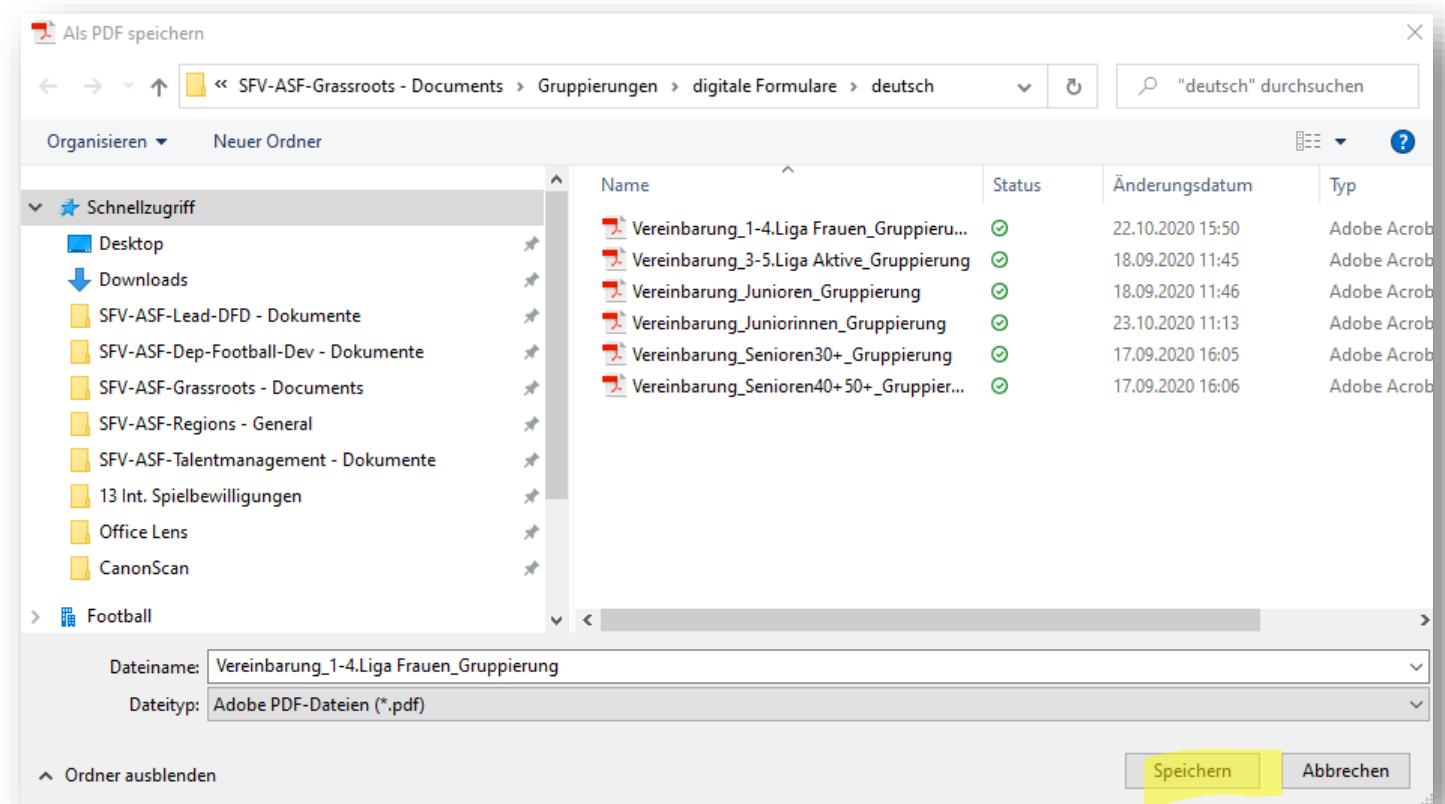 Als PDF speichern
« SFV-ASF-Grassroots - Documents > Gruppierungen > digitale Formulare > deutsch
"deutsch" durchsuchen
Organisieren Neuer Ordner
Schnellzugriff
Desktop
Downloads
SFV-ASF-Lead-DFD - Dokumente
SFV-ASF-Dep-Football-Dev - Dokumente
SFV-ASF-Grassroots - Documents
SFV-ASF-Regions - General
SFV-ASF-Talentmanagement - Dokumente
13 Int. Spielbewilligungen
Office Lens
CanonScan
Football
Name Status Änderungsdatum Typ
Vereinbarung_1-4.Liga Frauen_Gruppieru... 22.10.2020 15:50 Adobe Acrob
Vereinbarung_3-5.Liga Aktive_Gruppierung 18.09.2020 11:45 Adobe Acrob
Vereinbarung_Junioren_Gruppierung 18.09.2020 11:46 Adobe Acrob
Vereinbarung_Juniorinnen_Gruppierung 23.10.2020 11:13 Adobe Acrob
Vereinbarung_Senioren30+_Gruppierung 17.09.2020 16:05 Adobe Acrob
Vereinbarung_Senioren40+50+_Gruppier... 17.09.2020 16:06 Adobe Acrob
Dateiname: Vereinbarung_1-4.Liga Frauen_Gruppierung
Dateityp: Adobe PDF-Dateien (*.pdf)
Ordner ausblenden
Speichern Abbrechen